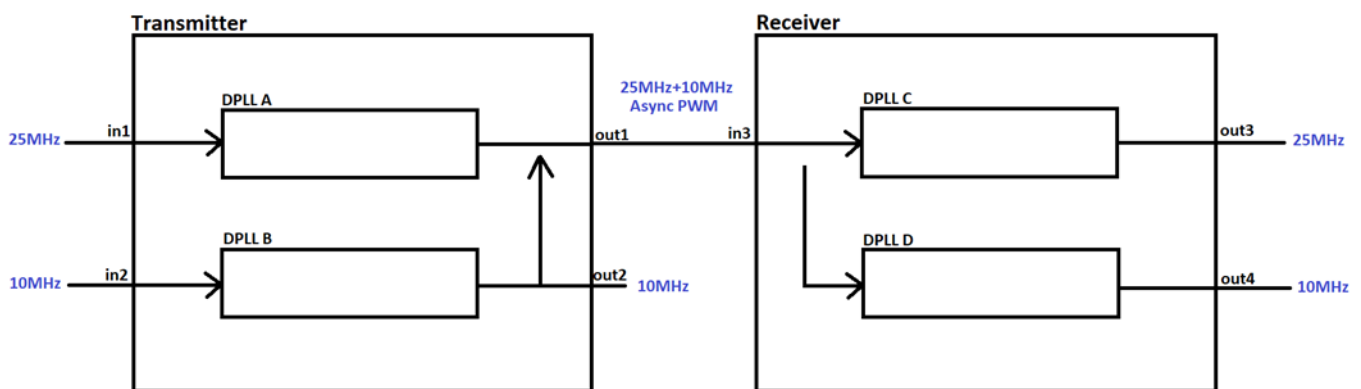 Transmitter
Receiver
DPLL A
25MHz
in1
out1
25MHz+10MHz
Async PWM
in3
DPLL C
out3
25MHz
DPLL B
10MHz
in2
out2
10MHz
DPLL D
out4
10MHz